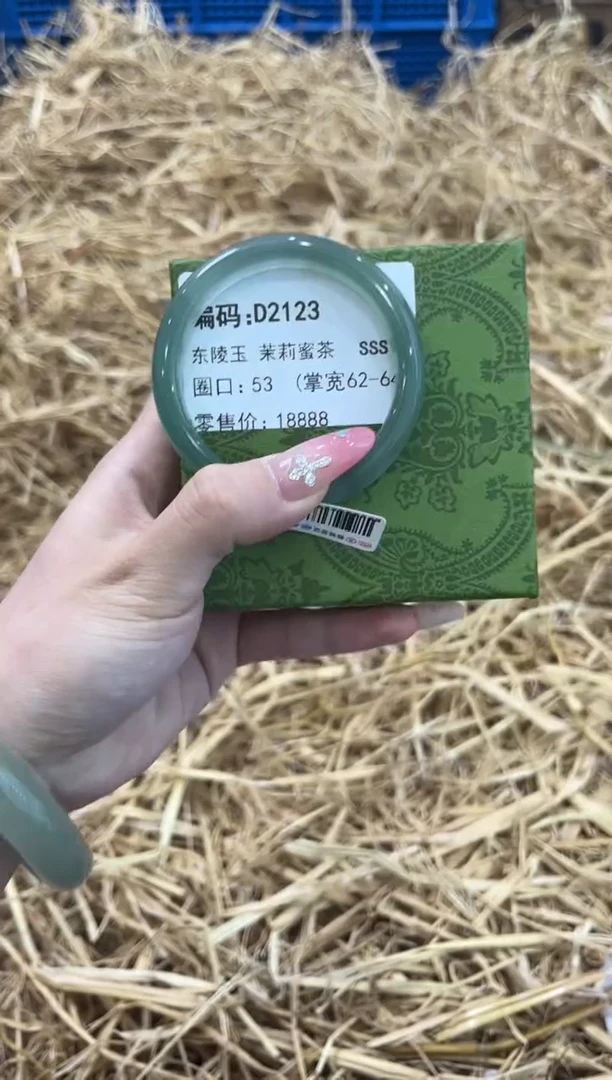 编码:D2123
东陵玉 茉莉蜜茶 SSS
圈口: 53 (掌宽62-64
零售价: 18888